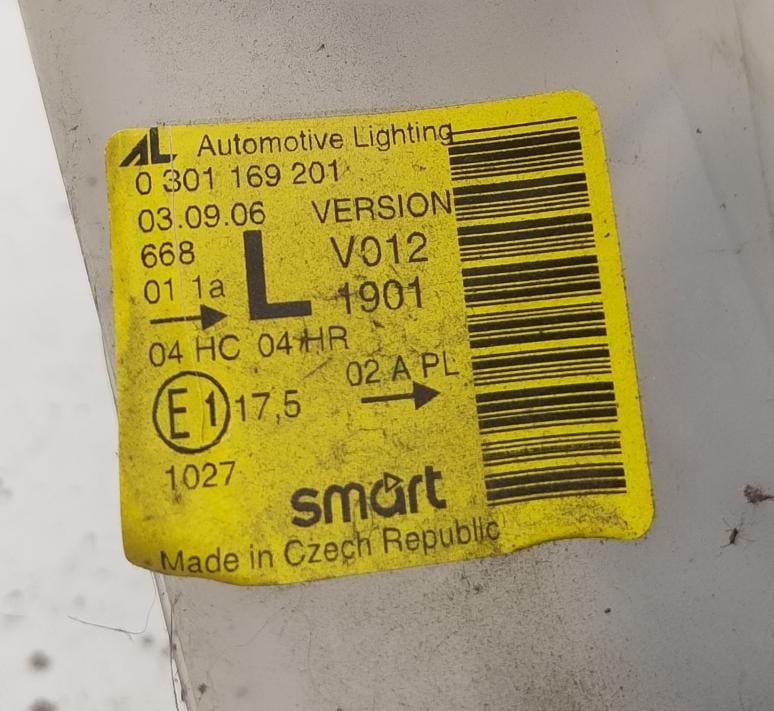 AL Automotive Lighting
0 301 169 201
03.09.06 VERSION
668 L V012
01 1a 1901
04 HC 04 HR
02 A PL
E1 17,5
1027
smart
Made in Czech Republic